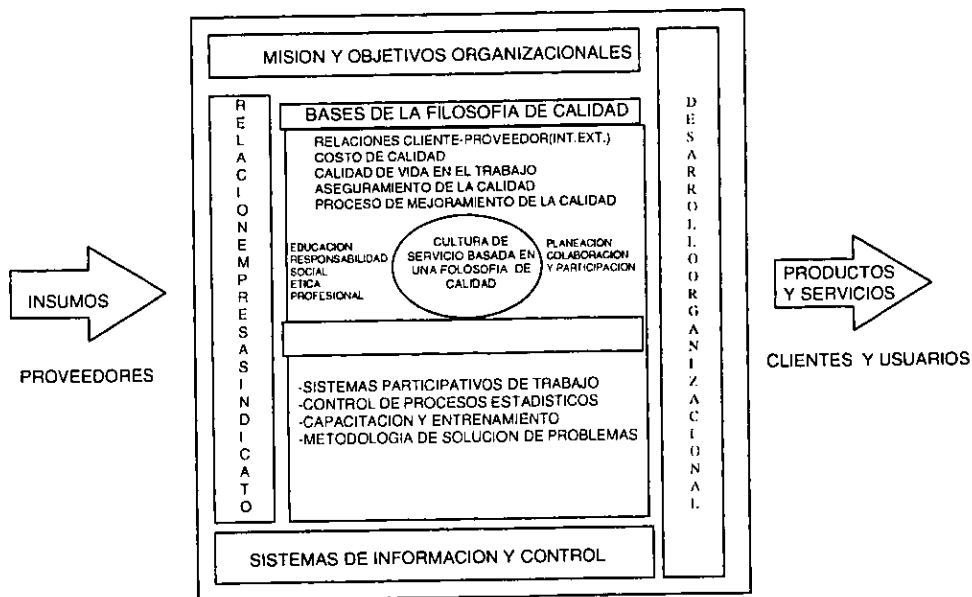 MISION Y OBJETIVOS ORGANIZACIONALES
RELACIONEMPRESASINDICATO
BASES DE LA FILOSOFIA DE CALIDAD
RELACIONES CLIENTE-PROVEEDOR(INT.EXT.)
COSTO DE CALIDAD
CALIDAD DE VIDA EN EL TRABAJO
ASEGURAMIENTO DE LA CALIDAD
PROCESO DE MEJORAMIENTO DE LA CALIDAD
EDUCACION
RESPONSABILIDAD
SOCIAL
ETICA
PROFESIONAL
CULTURA DE
SERVICIO BASADA EN
UNA FOLOSOFIA DE
CALIDAD
PLANEACION
COLABORACION
Y PARTICIPACION
-SISTEMAS PARTICIPATIVOS DE TRABAJO
-CONTROL DE PROCESOS ESTADISTICOS
-CAPACITACION Y ENTRENAMIENTO
-METODOLOGIA DE SOLUCION DE PROBLEMAS
SISTEMAS DE INFORMACION Y CONTROL
DESARROLLOORGANIZACIONAL
INSUMOS
PROVEEDORES
PRODUCTOS
Y SERVICIOS
CLIENTES Y USUARIOS